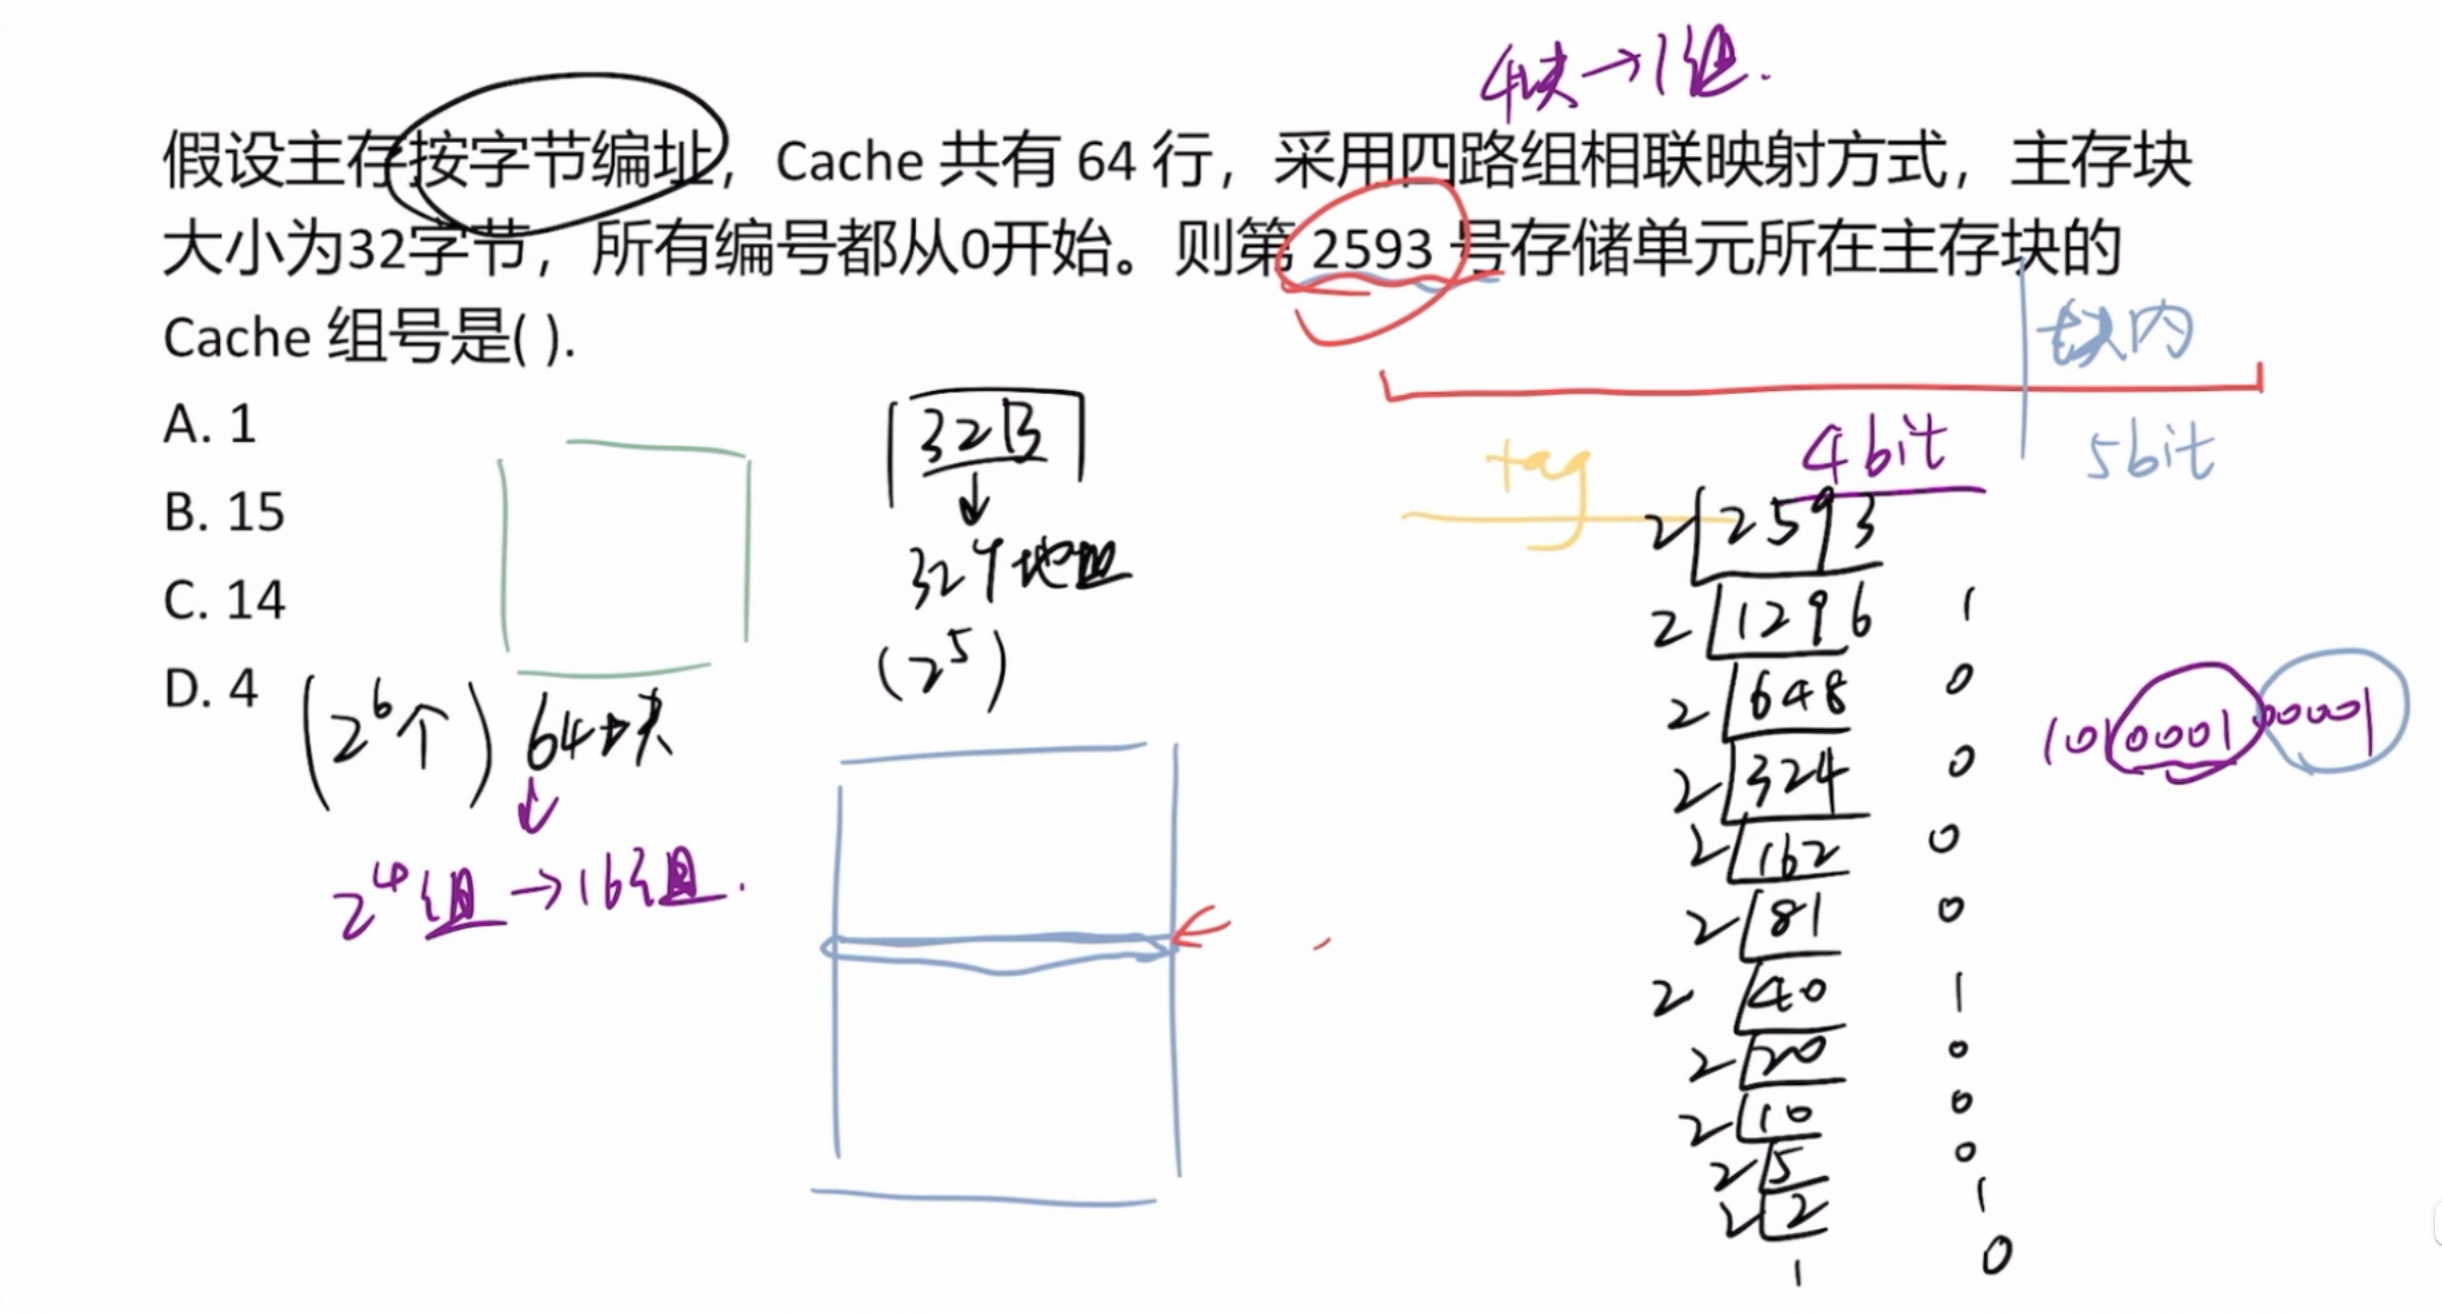 4块→1组.
假设主存按字节编址，Cache 共有 64 行，采用四路组相联映射方式，主存块
大小为32字节，所有编号都从0开始。则第 2593 号存储单元所在主存块的
Cache 组号是( ).
A. 1
B. 15
C. 14
D. 4
块内
5bit
4bit
tag
32B
↓
32个地址
(2^5)
(2^6个) 64块
↓
2^4组→16组.
2 2593
2 1296 1
2 648 0
2 324 0
2 162 0
2 81 0
2 40 1
2 20 0
2 10 0
2 5 0
2 2 1
1 0
101000100001